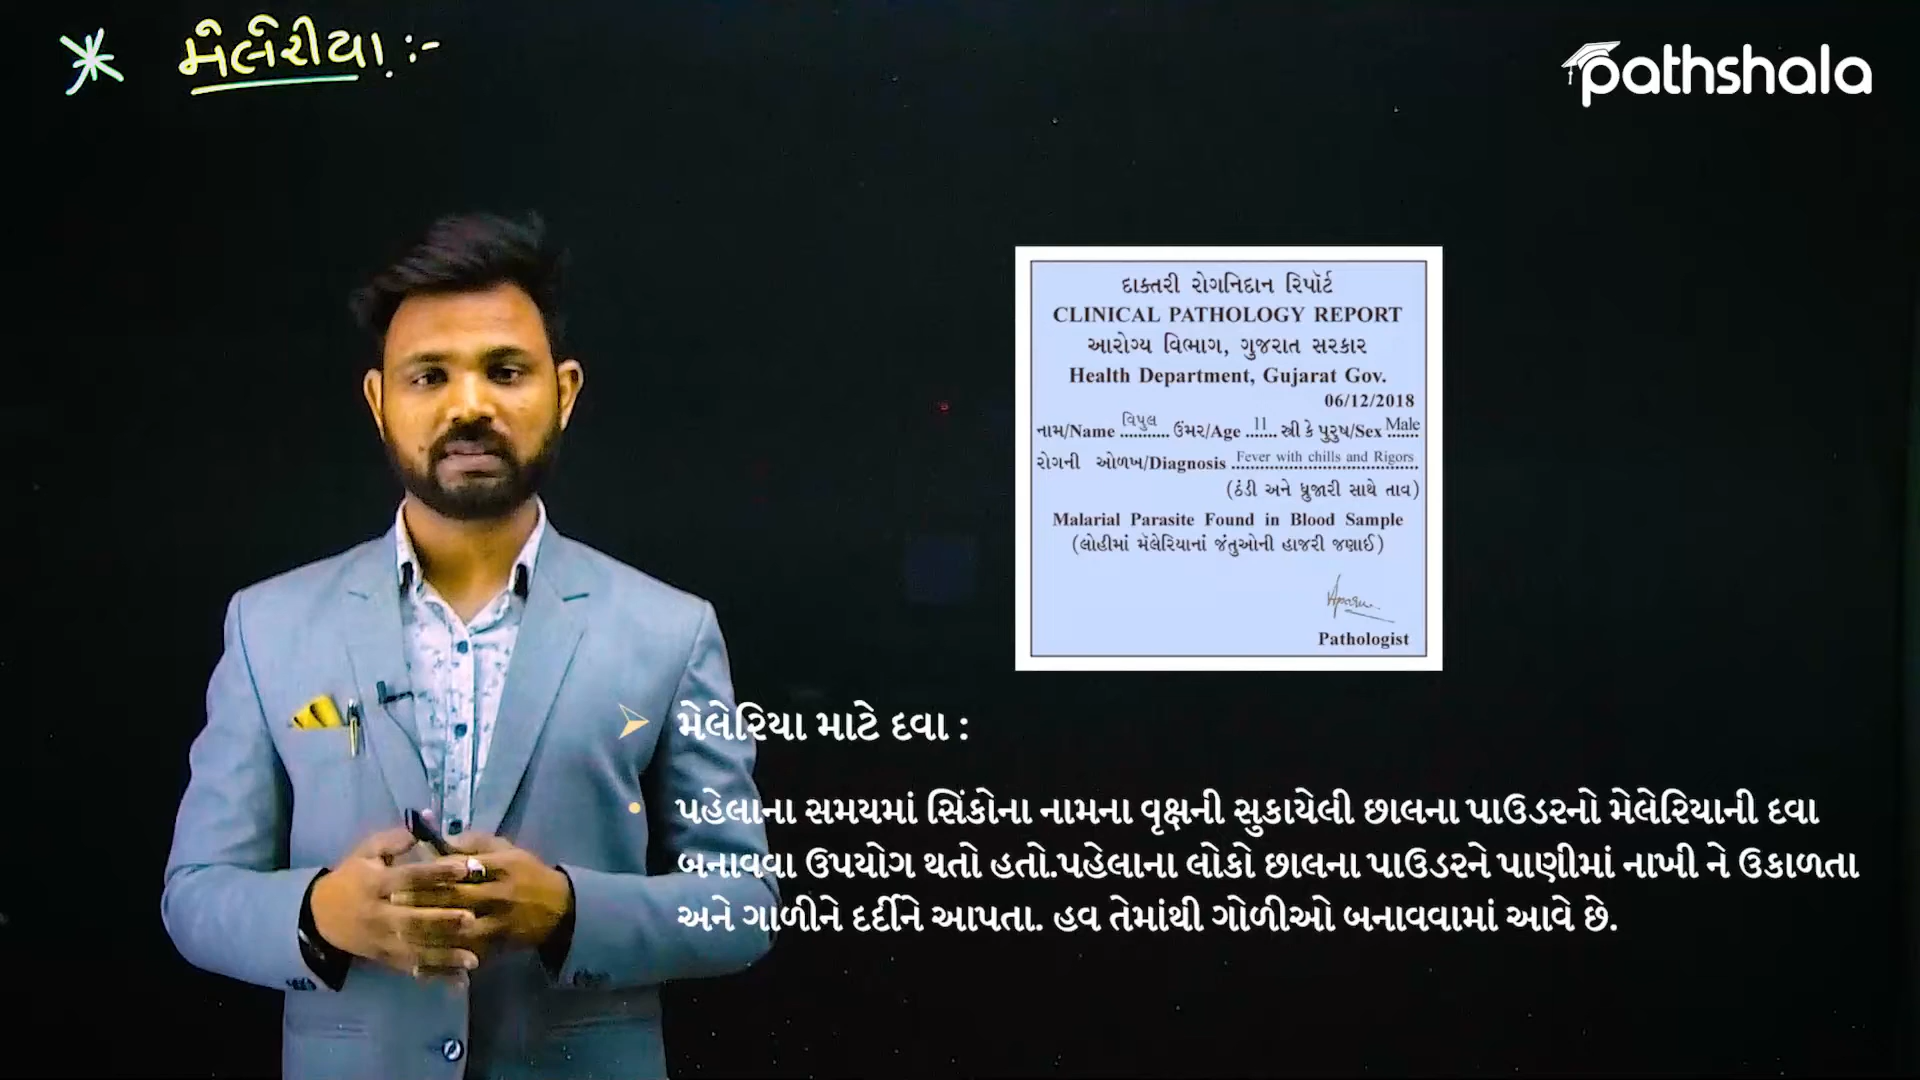 * મેલેરીયા :-
pathshala
દાક્તરી રોગનિદાન રિપૉર્ટ
CLINICAL PATHOLOGY REPORT
આરોગ્ય વિભાગ, ગુજરાત સરકાર
Health Department, Gujarat Gov.
06/12/2018
નામ/Name વિપુલ ઉંમર/Age 11 સ્ત્રી કે પુરુષ/Sex Male
રોગની ઓળખ/Diagnosis Fever with chills and Rigors
(ઠંડી અને ધ્રુજારી સાથે તાવ)
Malarial Parasite Found in Blood Sample
(લોહીમાં મૅલેરિયાનાં જંતુઓની હાજરી જણાઈ)
Pathologist
મેલેરિયા માટે દવા :
પહેલાના સમયમાં સિંકોના નામના વૃક્ષની સુકાયેલી છાલના પાઉડરનો મેલેરિયાની દવા
બનાવવા ઉપયોગ થતો હતો.પહેલાના લોકો છાલના પાઉડરને પાણીમાં નાખી ને ઉકાળતા
અને ગાળીને દર્દીને આપતા. હવ તેમાંથી ગોળીઓ બનાવવામાં આવે છે.